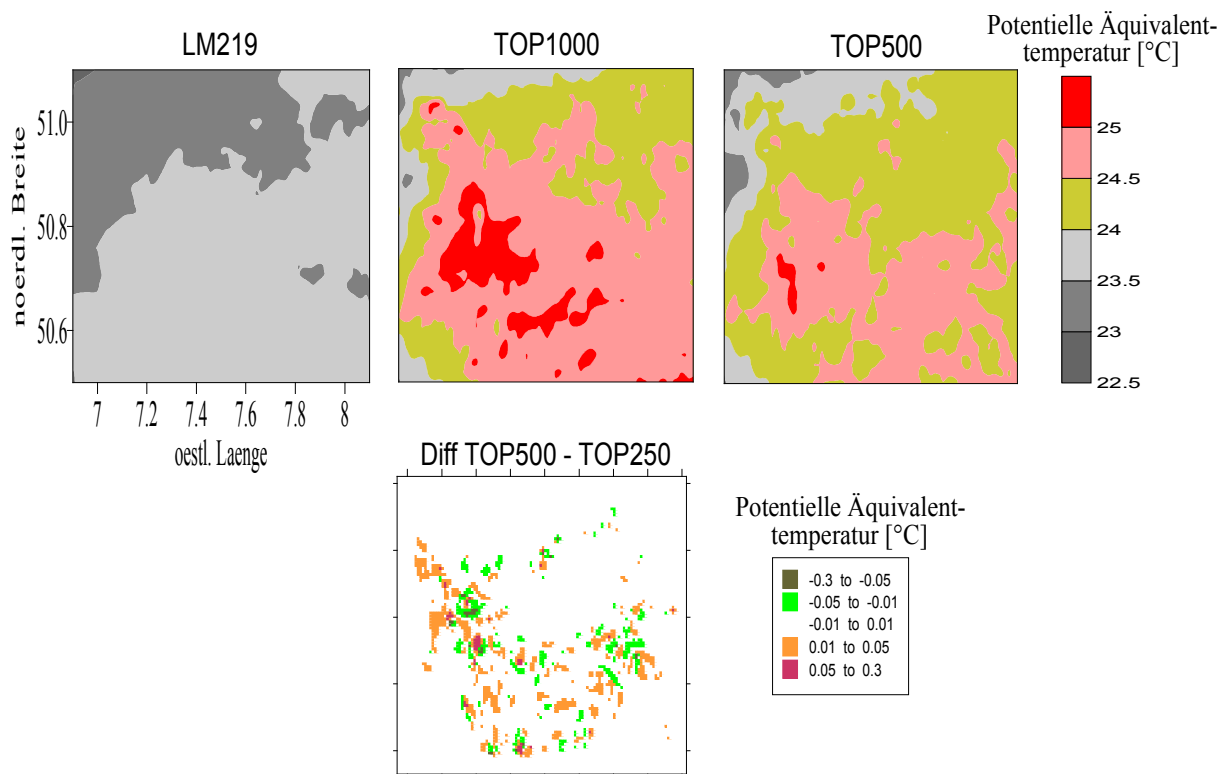 LM219
TOP1000
TOP500
Potentielle Äquivalent-
temperatur [°C]
noerdl. Breite
51.0
50.8
50.6
25
24.5
24
23.5
23
22.5
7 7.2 7.4 7.6 7.8 8
oestl. Laenge
Diff TOP500 - TOP250
Potentielle Äquivalent-
temperatur [°C]
-0.3 to -0.05
-0.05 to -0.01
-0.01 to 0.01
0.01 to 0.05
0.05 to 0.3